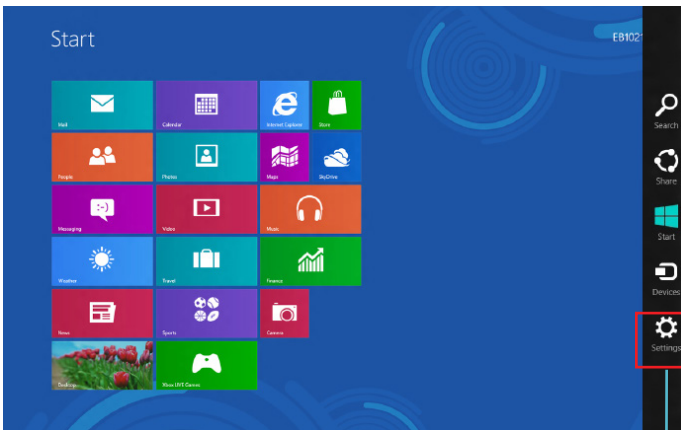 Start
EB1021
Mail
Calendar
Internet Explorer
Store
People
Photos
Maps
SkyDrive
Messaging
:-)
Video
Music
Weather
Travel
Finance
News
Sports
Camera
Desktop
Xbox LIVE Games
Search
Share
Start
Devices
Settings